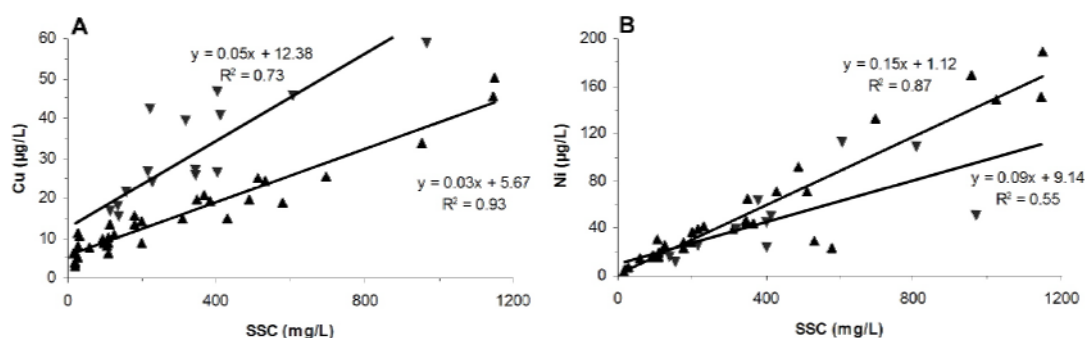 A
60
50
40
30
20
10
0
Cu (µg/L)
y = 0.05x + 12.38
R² = 0.73
y = 0.03x + 5.67
R² = 0.93
0 200 400 600 800 1000 1200
SSC (mg/L)
B
200
160
120
80
40
0
Ni (µg/L)
y = 0.15x + 1.12
R² = 0.87
y = 0.09x + 9.14
R² = 0.55
0 400 800 1200
SSC (mg/L)